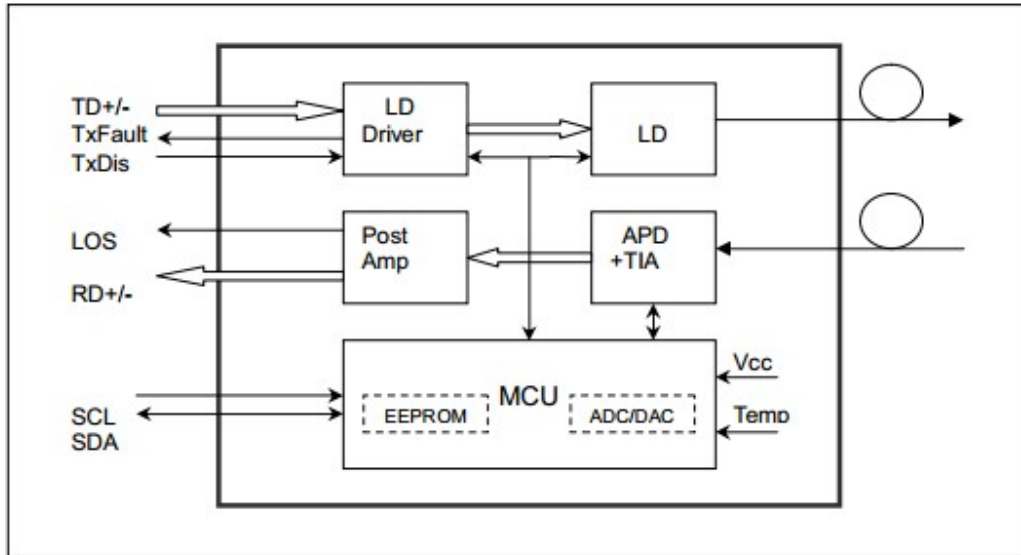 TD+/-
TxFault
TxDis
LD
Driver
LD
LOS
RD+/-
Post
Amp
APD
+TIA
SCL
SDA
MCU
EEPROM
ADC/DAC
Vcc
Temp